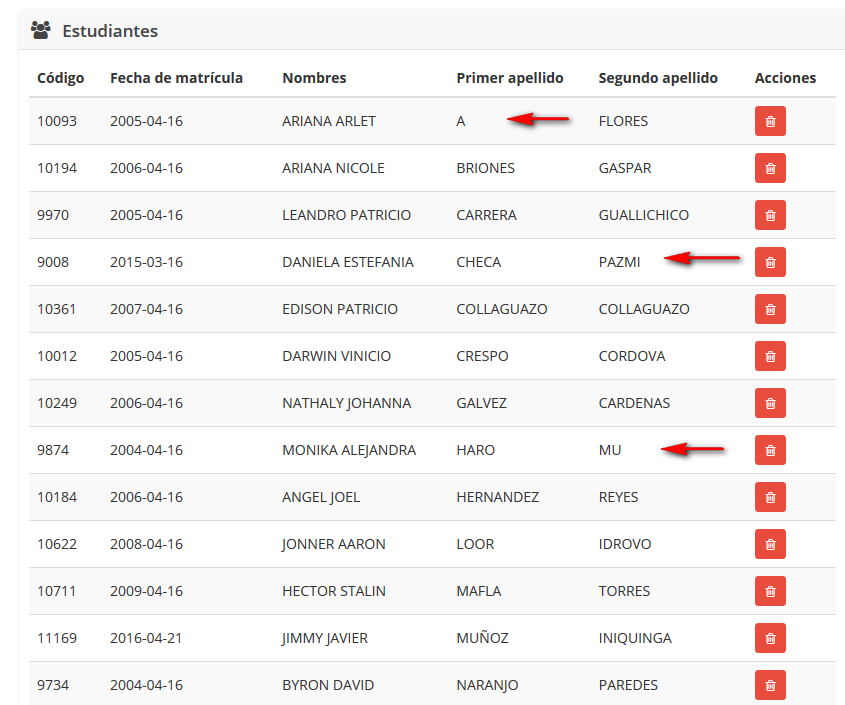 Estudiantes
Código Fecha de matrícula Nombres Primer apellido Segundo apellido Acciones
10093 2005-04-16 ARIANA ARLET A FLORES
10194 2006-04-16 ARIANA NICOLE BRIONES GASPAR
9970 2005-04-16 LEANDRO PATRICIO CARRERA GUALLICHICO
9008 2015-03-16 DANIELA ESTEFANIA CHECA PAZMI
10361 2007-04-16 EDISON PATRICIO COLLAGUAZO COLLAGUAZO
10012 2005-04-16 DARWIN VINICIO CRESPO CORDOVA
10249 2006-04-16 NATHALY JOHANNA GALVEZ CARDENAS
9874 2004-04-16 MONIKA ALEJANDRA HARO MU
10184 2006-04-16 ANGEL JOEL HERNANDEZ REYES
10622 2008-04-16 JONNER AARON LOOR IDROVO
10711 2009-04-16 HECTOR STALIN MAFLA TORRES
11169 2016-04-21 JIMMY JAVIER MUÑOZ INIQUINGA
9734 2004-04-16 BYRON DAVID NARANJO PAREDES